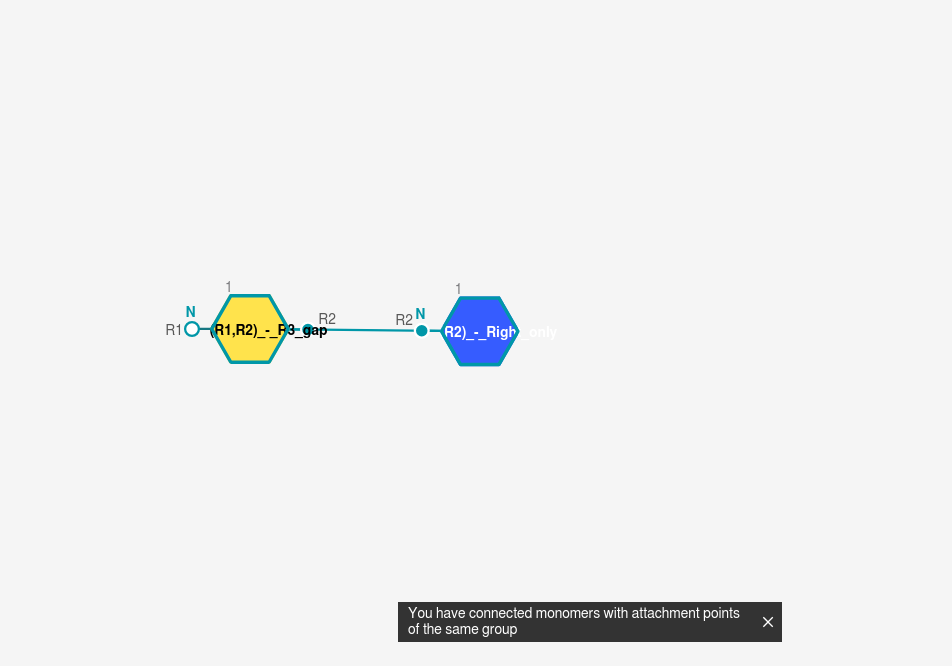 1
1
N
N
R2
R2
R1
(R1,R2)_-_R3_gap
R2)_-_Right_only
You have connected monomers with attachment points
of the same group